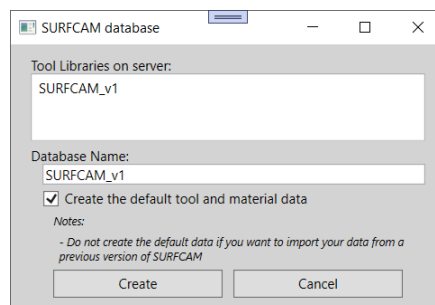 SURFCAM database
Tool Libraries on server:
SURFCAM_v1
Database Name:
SURFCAM_v1
Create the default tool and material data
Notes:
- Do not create the default data if you want to import your data from a
previous version of SURFCAM
Create Cancel